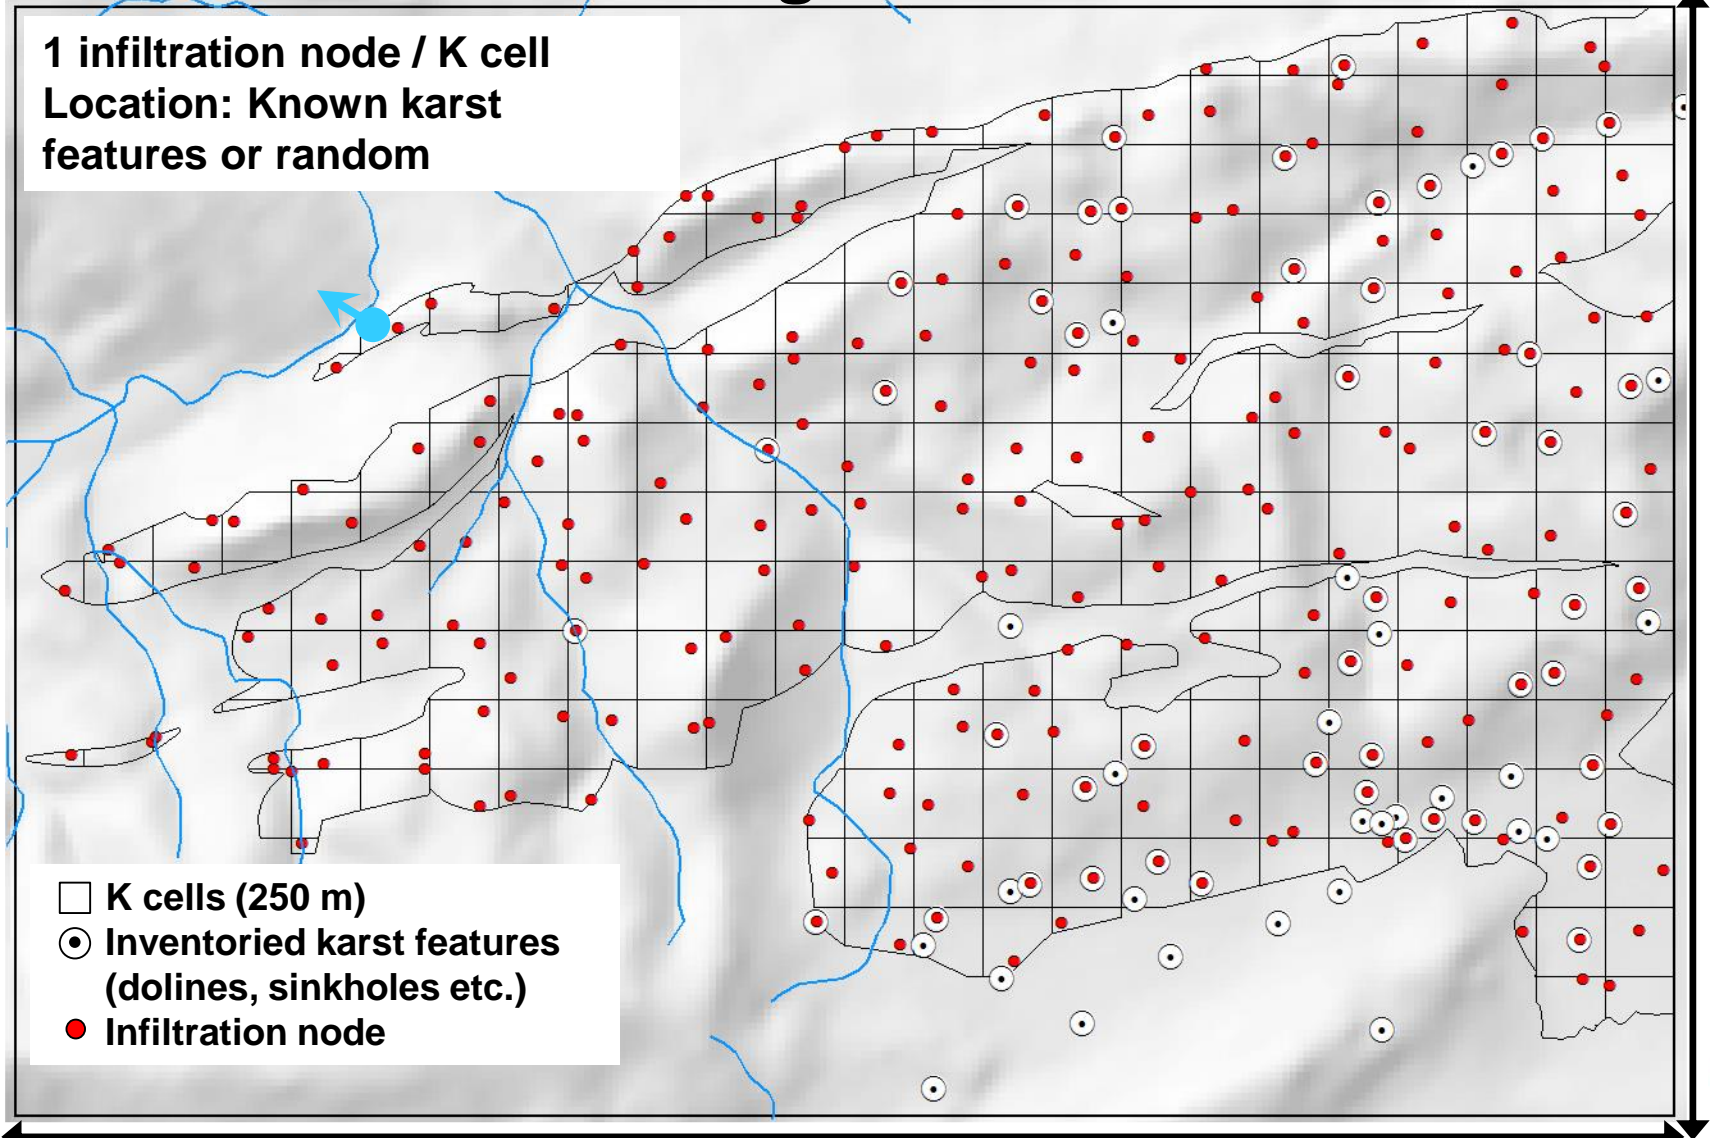 1 infiltration node / K cell
Location: Known karst
features or random
K cells (250 m)
Inventoried karst features
(dolines, sinkholes etc.)
Infiltration node